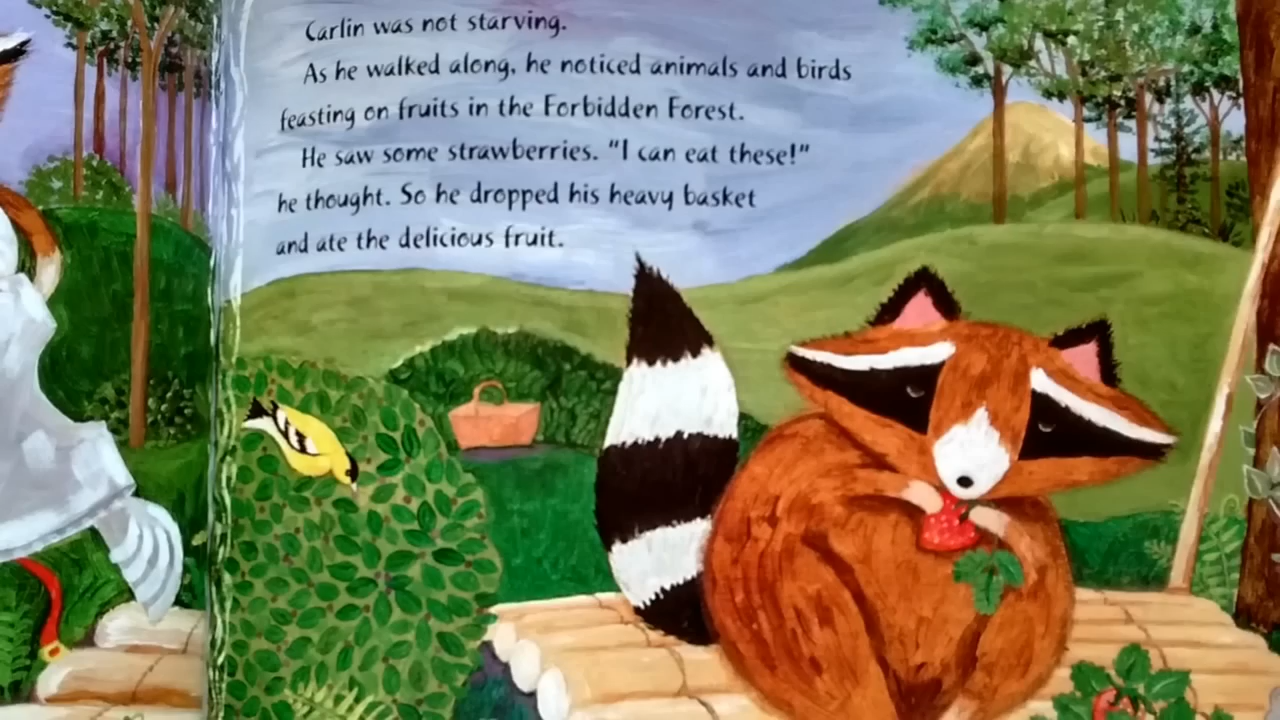 Carlin was not starving.
As he walked along, he noticed animals and birds
feasting on fruits in the Forbidden Forest.
He saw some strawberries. "I can eat these!"
he thought. So he dropped his heavy basket
and ate the delicious fruit.